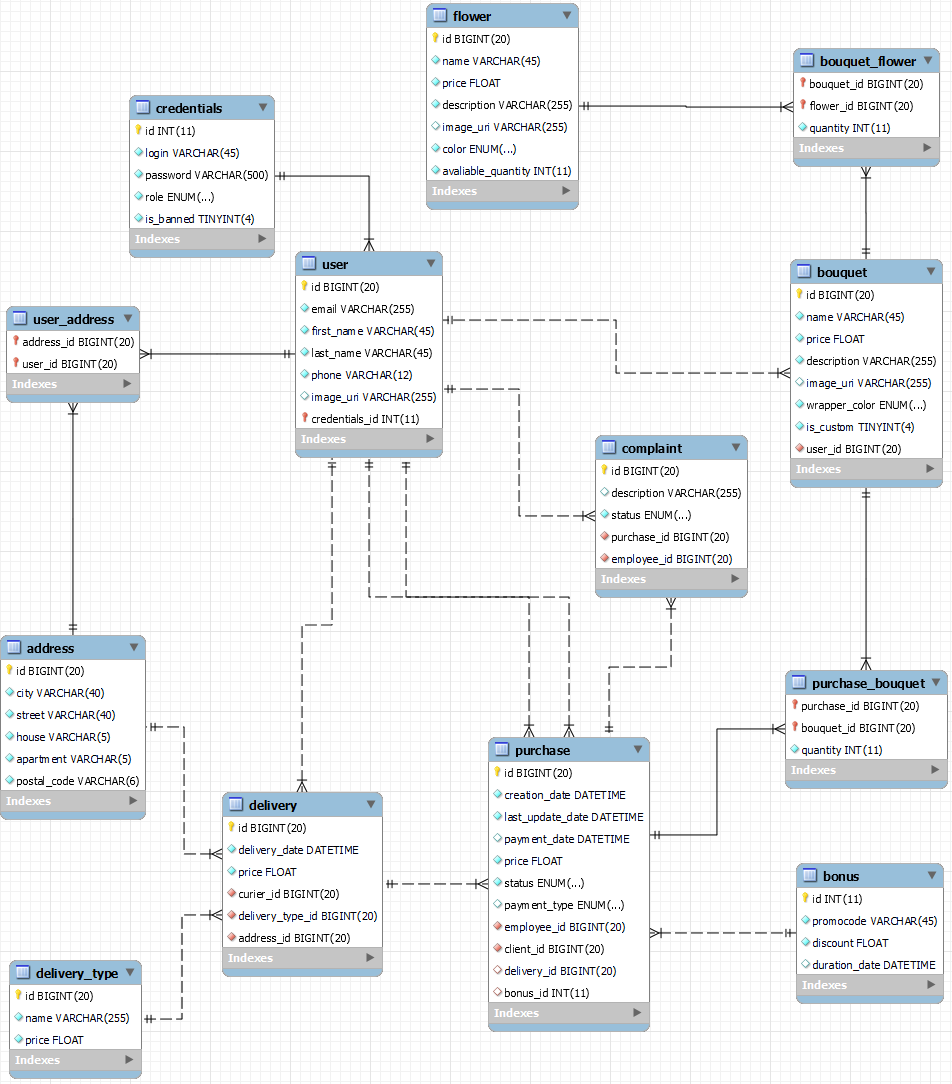 flower
id BIGINT(20)
name VARCHAR(45)
price FLOAT
description VARCHAR(255)
image_uri VARCHAR(255)
color ENUM(...)
avaliable_quantity INT(11)
Indexes
bouquet_flower
bouquet_id BIGINT(20)
flower_id BIGINT(20)
quantity INT(11)
Indexes
credentials
id INT(11)
login VARCHAR(45)
password VARCHAR(500)
role ENUM(...)
is_banned TINYINT(4)
Indexes
user
id BIGINT(20)
email VARCHAR(255)
first_name VARCHAR(45)
last_name VARCHAR(45)
phone VARCHAR(12)
image_uri VARCHAR(255)
credentials_id INT(11)
Indexes
bouquet
id BIGINT(20)
name VARCHAR(45)
price FLOAT
description VARCHAR(255)
image_uri VARCHAR(255)
wrapper_color ENUM(...)
is_custom TINYINT(4)
user_id BIGINT(20)
Indexes
user_address
address_id BIGINT(20)
user_id BIGINT(20)
Indexes
complaint
id BIGINT(20)
description VARCHAR(255)
status ENUM(...)
purchase_id BIGINT(20)
employee_id BIGINT(20)
Indexes
address
id BIGINT(20)
city VARCHAR(40)
street VARCHAR(40)
house VARCHAR(5)
apartment VARCHAR(5)
postal_code VARCHAR(6)
Indexes
purchase_bouquet
purchase_id BIGINT(20)
bouquet_id BIGINT(20)
quantity INT(11)
Indexes
purchase
id BIGINT(20)
creation_date DATETIME
last_update_date DATETIME
payment_date DATETIME
price FLOAT
status ENUM(...)
payment_type ENUM(...)
employee_id BIGINT(20)
client_id BIGINT(20)
delivery_id BIGINT(20)
bonus_id INT(11)
Indexes
delivery
id BIGINT(20)
delivery_date DATETIME
price FLOAT
curier_id BIGINT(20)
delivery_type_id BIGINT(20)
address_id BIGINT(20)
Indexes
bonus
id INT(11)
promocode VARCHAR(45)
discount FLOAT
duration_date DATETIME
Indexes
delivery_type
id BIGINT(20)
name VARCHAR(255)
price FLOAT
Indexes